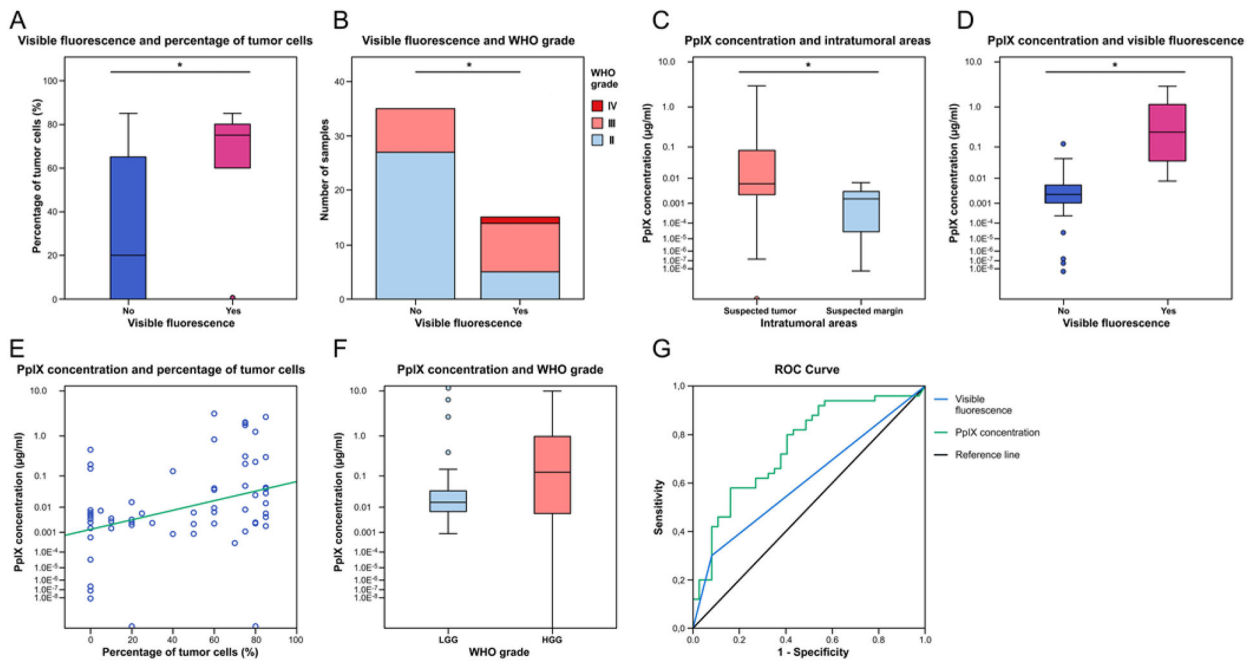 A
Visible fluorescence and percentage of tumor cells
*
Percentage of tumor cells (%)
100
80
60
40
20
0
No
Yes
Visible fluorescence
B
Visible fluorescence and WHO grade
*
Number of samples
40
30
20
10
0
No
Yes
Visible fluorescence
WHO
grade
IV
III
II
C
PpIX concentration and intratumoral areas
*
PpIX concentration (µg/ml)
10.0
1.0
0.1
0.01
0.001
1.0E-4
1.0E-5
1.0E-6
1.0E-7
1.0E-8
Suspected tumor
Suspected margin
Intratumoral areas
D
PpIX concentration and visible fluorescence
*
PpIX concentration (µg/ml)
10.0
1.0
0.1
0.01
0.001
1.0E-4
1.0E-5
1.0E-6
1.0E-7
1.0E-8
No
Yes
Visible fluorescence
E
PpIX concentration and percentage of tumor cells
PpIX concentration (µg/ml)
10.0
1.0
0.1
0.01
0.001
1.0E-4
1.0E-5
1.0E-6
1.0E-7
1.0E-8
0
20
40
60
80
100
Percentage of tumor cells (%)
F
PpIX concentration and WHO grade
PpIX concentration (µg/ml)
10.0
1.0
0.1
0.01
0.001
1.0E-4
1.0E-5
1.0E-6
1.0E-7
1.0E-8
LGG
HGG
WHO grade
G
ROC Curve
Sensitivity
1,0
0,8
0,6
0,4
0,2
0,0
0.0
0.2
0.4
0.6
0.8
1.0
1 - Specificity
Visible
fluorescence
PpIX concentration
Reference line